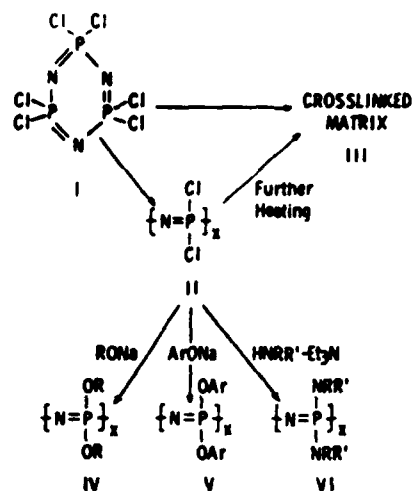 Cl Cl
P
N N
Cl P P Cl
Cl N Cl
CROSSLINKED
MATRIX
III
I
Cl
{N=P}x
Cl
Further
Heating
II
RONa ArONa HNRR'-Et₃N
OR OAr NRR'
{N=P}x {N=P}x {N=P}x
OR OAr NRR'
IV V VI